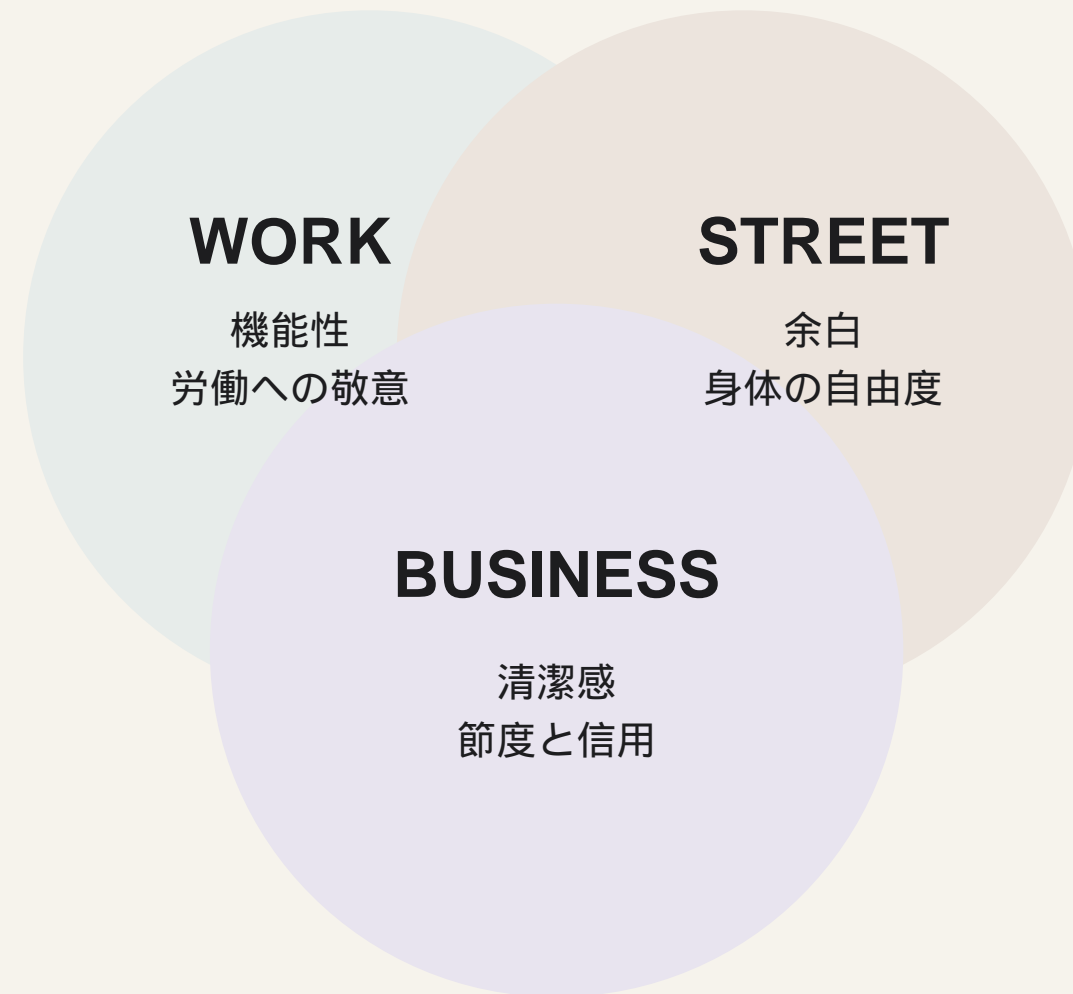 WORK
機能性
労働への敬意
STREET
余白
身体の自由度
BUSINESS
清潔感
節度と信用